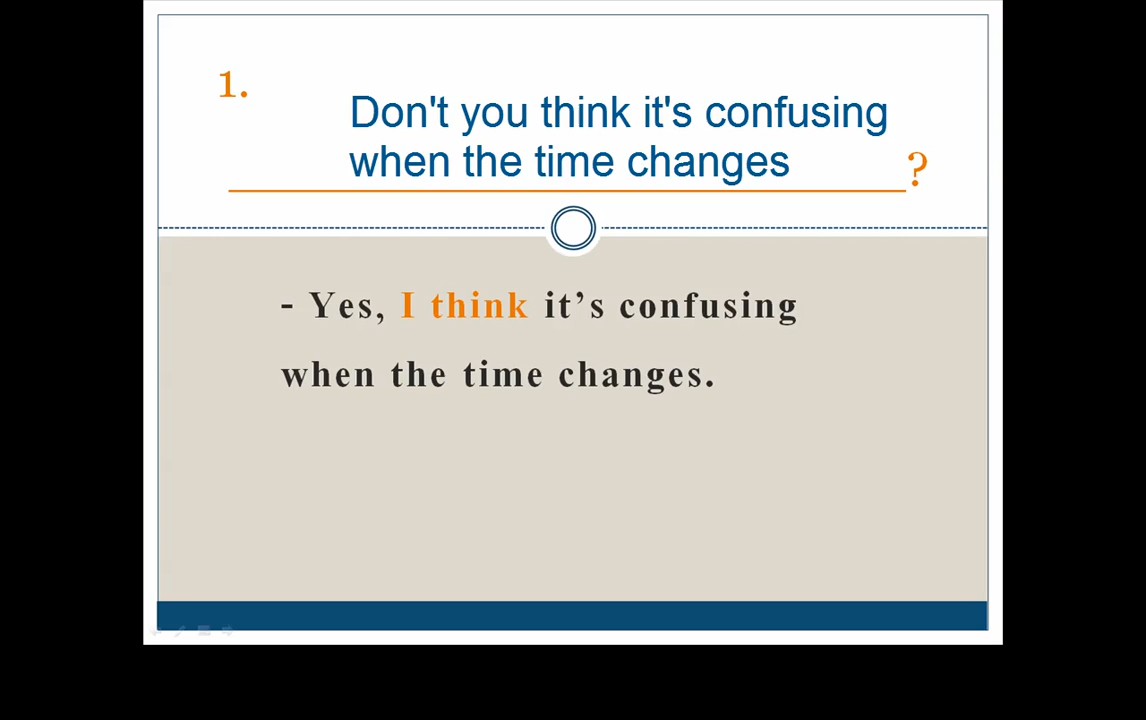 1.
Don't you think it's confusing
when the time changes
?
- Yes, I think it’s confusing
when the time changes.